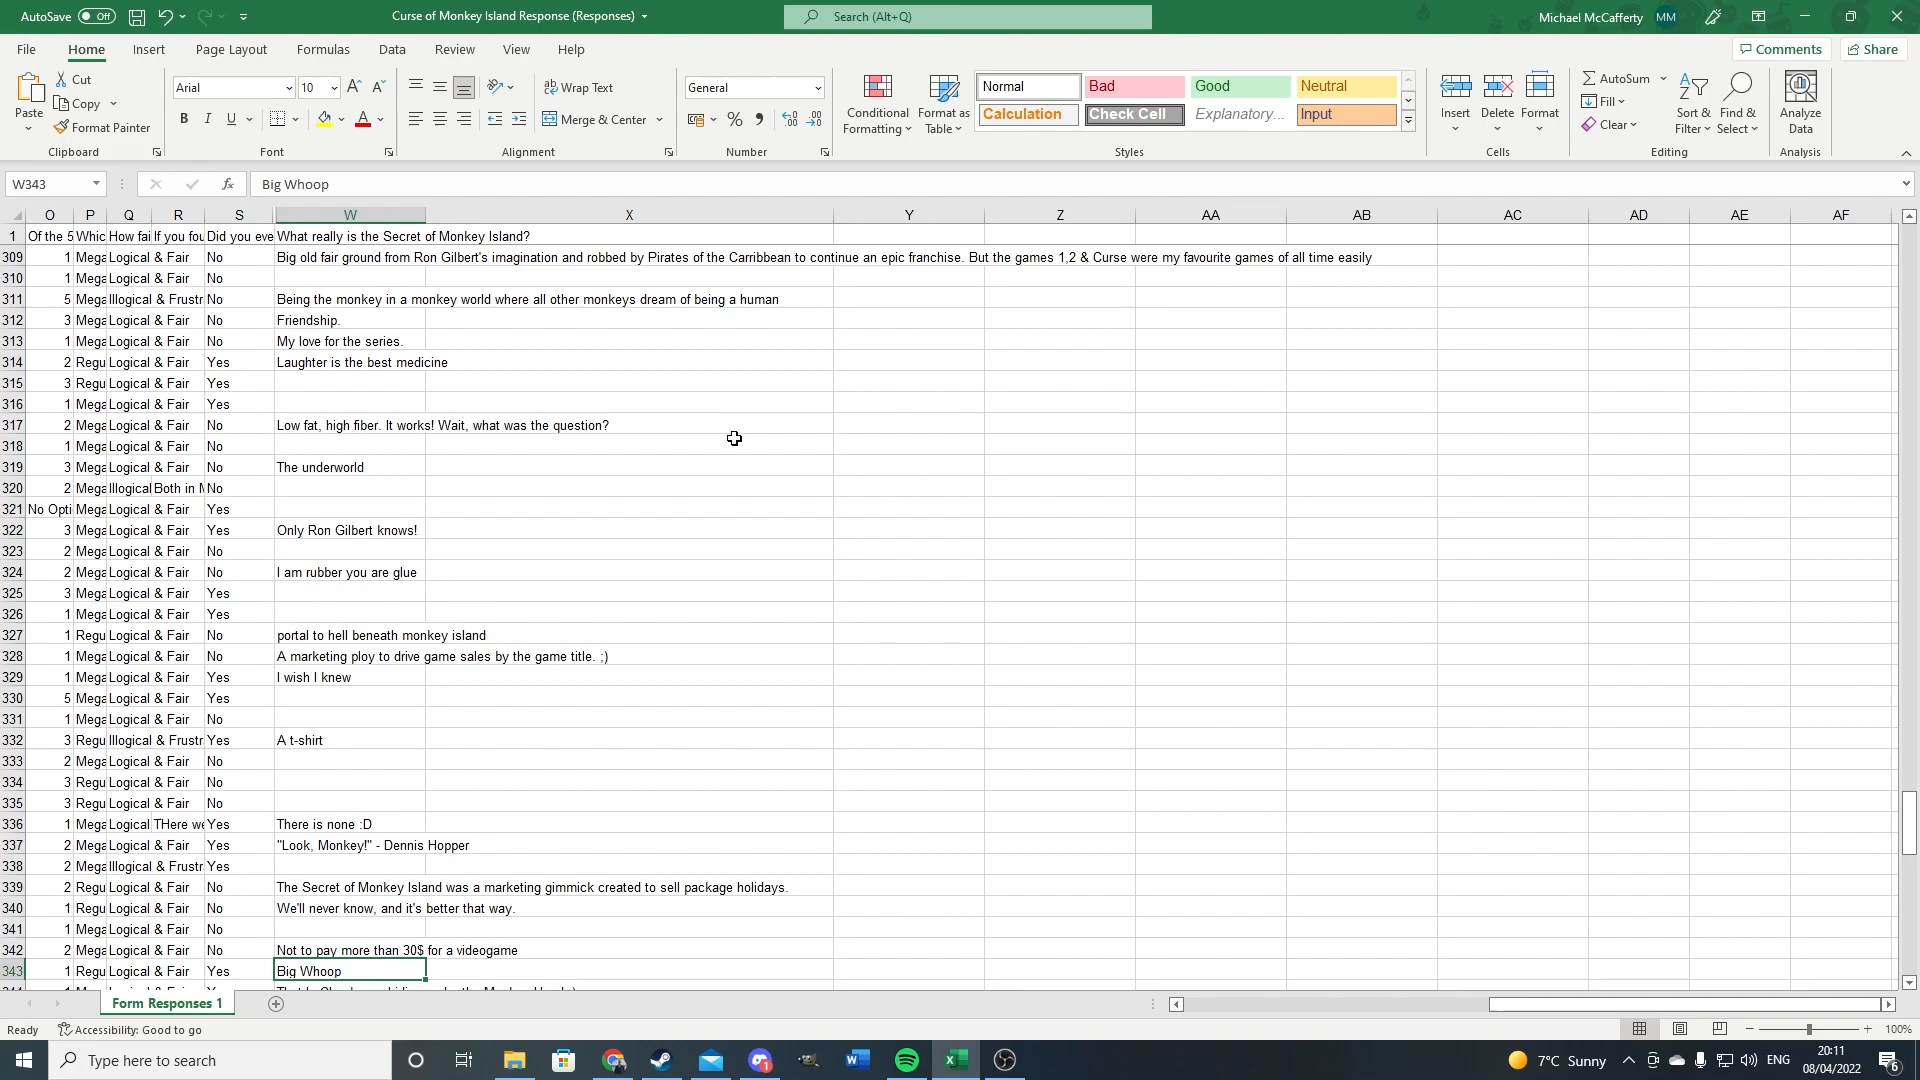 AutoSave Off Curse of Monkey Island Response (Responses) Search (Alt+Q) Michael McCafferty MM
File Home Insert Page Layout Formulas Data Review View Help Comments Share
Paste Cut Copy Format Painter Clipboard
Arial 10 B I U Font
Wrap Text Merge & Center Alignment
General % Number
Conditional Formatting Format as Table
Normal Bad Good Neutral
Calculation Check Cell Explanatory... Input
Styles
Insert Delete Format Cells
AutoSum Fill Clear Sort & Filter Find & Select Editing
Analyze Data Analysis
W343 fx Big Whoop
O P Q R S W X Y Z AA AB AC AD AE AF
1 Of the 5 Whic How fai If you fou Did you eve What really is the Secret of Monkey Island?
309 1 Mega Logical & Fair No Big old fair ground from Ron Gilbert's imagination and robbed by Pirates of the Carribbean to continue an epic franchise. But the games 1,2 & Curse were my favourite games of all time easily
310 1 Mega Logical & Fair No
311 5 Mega Illogical & Frustr No Being the monkey in a monkey world where all other monkeys dream of being a human
312 3 Mega Logical & Fair No Friendship.
313 1 Mega Logical & Fair No My love for the series.
314 2 Regu Logical & Fair Yes Laughter is the best medicine
315 3 Regu Logical & Fair Yes
316 1 Mega Logical & Fair Yes
317 2 Mega Logical & Fair No Low fat, high fiber. It works! Wait, what was the question?
318 1 Mega Logical & Fair No
319 3 Mega Logical & Fair No The underworld
320 2 Mega Illogical Both in M No
321 No Opti Mega Logical & Fair Yes
322 3 Mega Logical & Fair Yes Only Ron Gilbert knows!
323 2 Mega Logical & Fair No
324 2 Mega Logical & Fair No I am rubber you are glue
325 3 Mega Logical & Fair Yes
326 1 Mega Logical & Fair Yes
327 1 Regu Logical & Fair No portal to hell beneath monkey island
328 1 Mega Logical & Fair No A marketing ploy to drive game sales by the game title. ;)
329 1 Mega Logical & Fair Yes I wish I knew
330 5 Mega Logical & Fair Yes
331 1 Mega Logical & Fair No
332 3 Regu Illogical & Frustr Yes A t-shirt
333 2 Mega Logical & Fair No
334 3 Regu Logical & Fair No
335 3 Regu Logical & Fair No
336 1 Mega Logical THere we Yes There is none :D
337 2 Mega Logical & Fair Yes "Look, Monkey!" - Dennis Hopper
338 2 Mega Illogical & Frustr Yes
339 2 Regu Logical & Fair No The Secret of Monkey Island was a marketing gimmick created to sell package holidays.
340 1 Regu Logical & Fair No We'll never know, and it's better that way.
341 1 Mega Logical & Fair No
342 2 Mega Logical & Fair No Not to pay more than 30$ for a videogame
343 1 Regu Logical & Fair Yes Big Whoop
Form Responses 1
Ready Accessibility: Good to go 100%
Type here to search 7°C Sunny ENG 20:11
08/04/2022 6